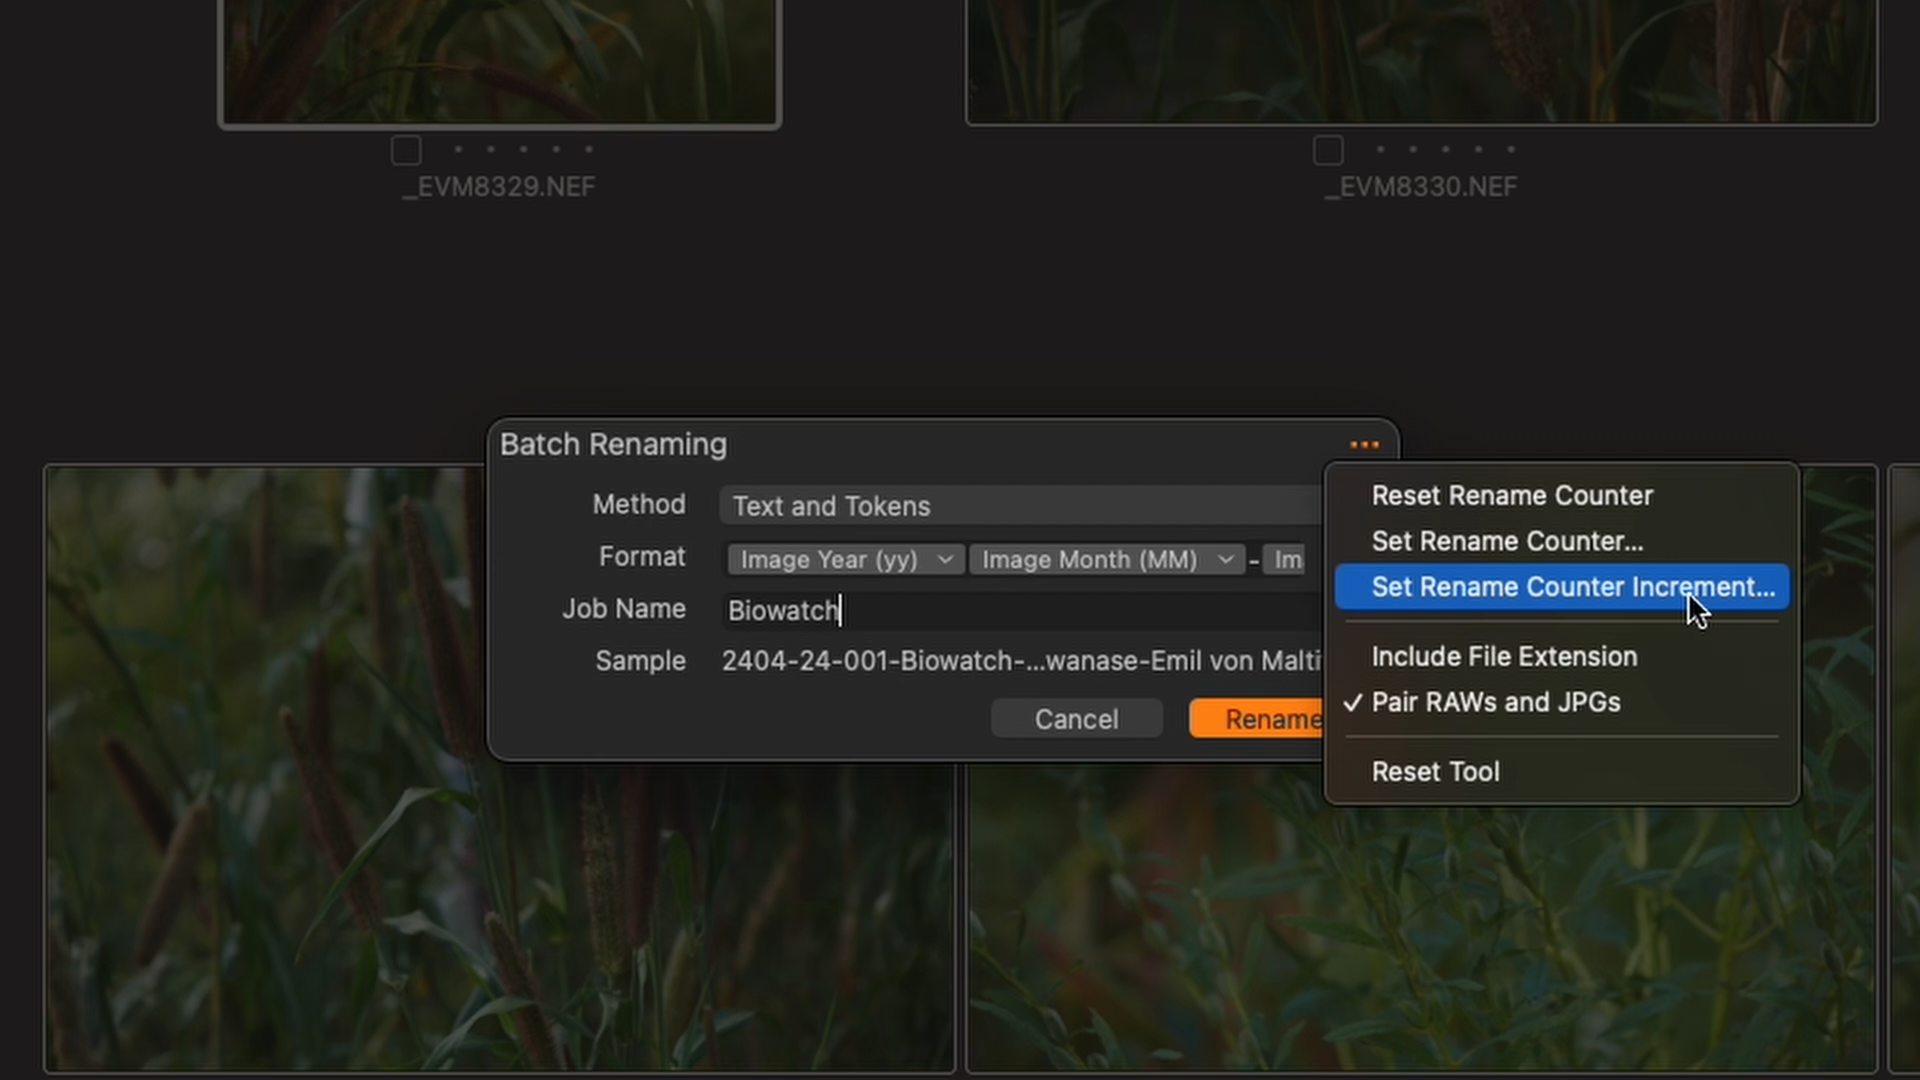 _EVM8329.NEF
_EVM8330.NEF
Batch Renaming
Method
Text and Tokens
Format
Image Year (yy) Image Month (MM) - Im
Job Name
Biowatch
Sample
2404-24-001-Biowatch-...wanase-Emil von Malti
Cancel
Rename
Reset Rename Counter
Set Rename Counter...
Set Rename Counter Increment...
Include File Extension
✓ Pair RAWs and JPGs
Reset Tool